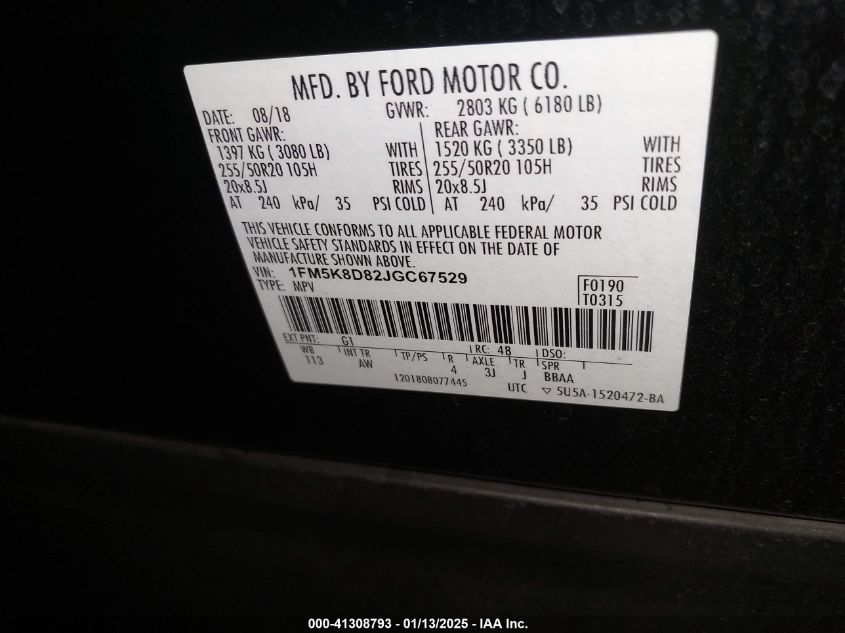 MFD. BY FORD MOTOR CO.
DATE: 08/18 GVWR: 2803 KG ( 6180 LB)
FRONT GAWR: REAR GAWR:
1397 KG ( 3080 LB) WITH 1520 KG ( 3350 LB) WITH
255/50R20 105H TIRES 255/50R20 105H TIRES
20x8.5J RIMS 20x8.5J RIMS
AT 240 kPa/ 35 PSI COLD AT 240 kPa/ 35 PSI COLD
THIS VEHICLE CONFORMS TO ALL APPLICABLE FEDERAL MOTOR
VEHICLE SAFETY STANDARDS IN EFFECT ON THE DATE OF
MANUFACTURE SHOWN ABOVE.
VIN: 1FM5K8D82JGC67529 F0190
TYPE: MPV T0315
EXT PNT: G1 RC: 48 DSO:
WB INT TR TP/PS R AXLE TR SPR
113 AW 4 3J J BBAA
1201808077445 UTC ▽ 5U5A-1520472-BA
000-41308793 - 01/13/2025 - IAA Inc.